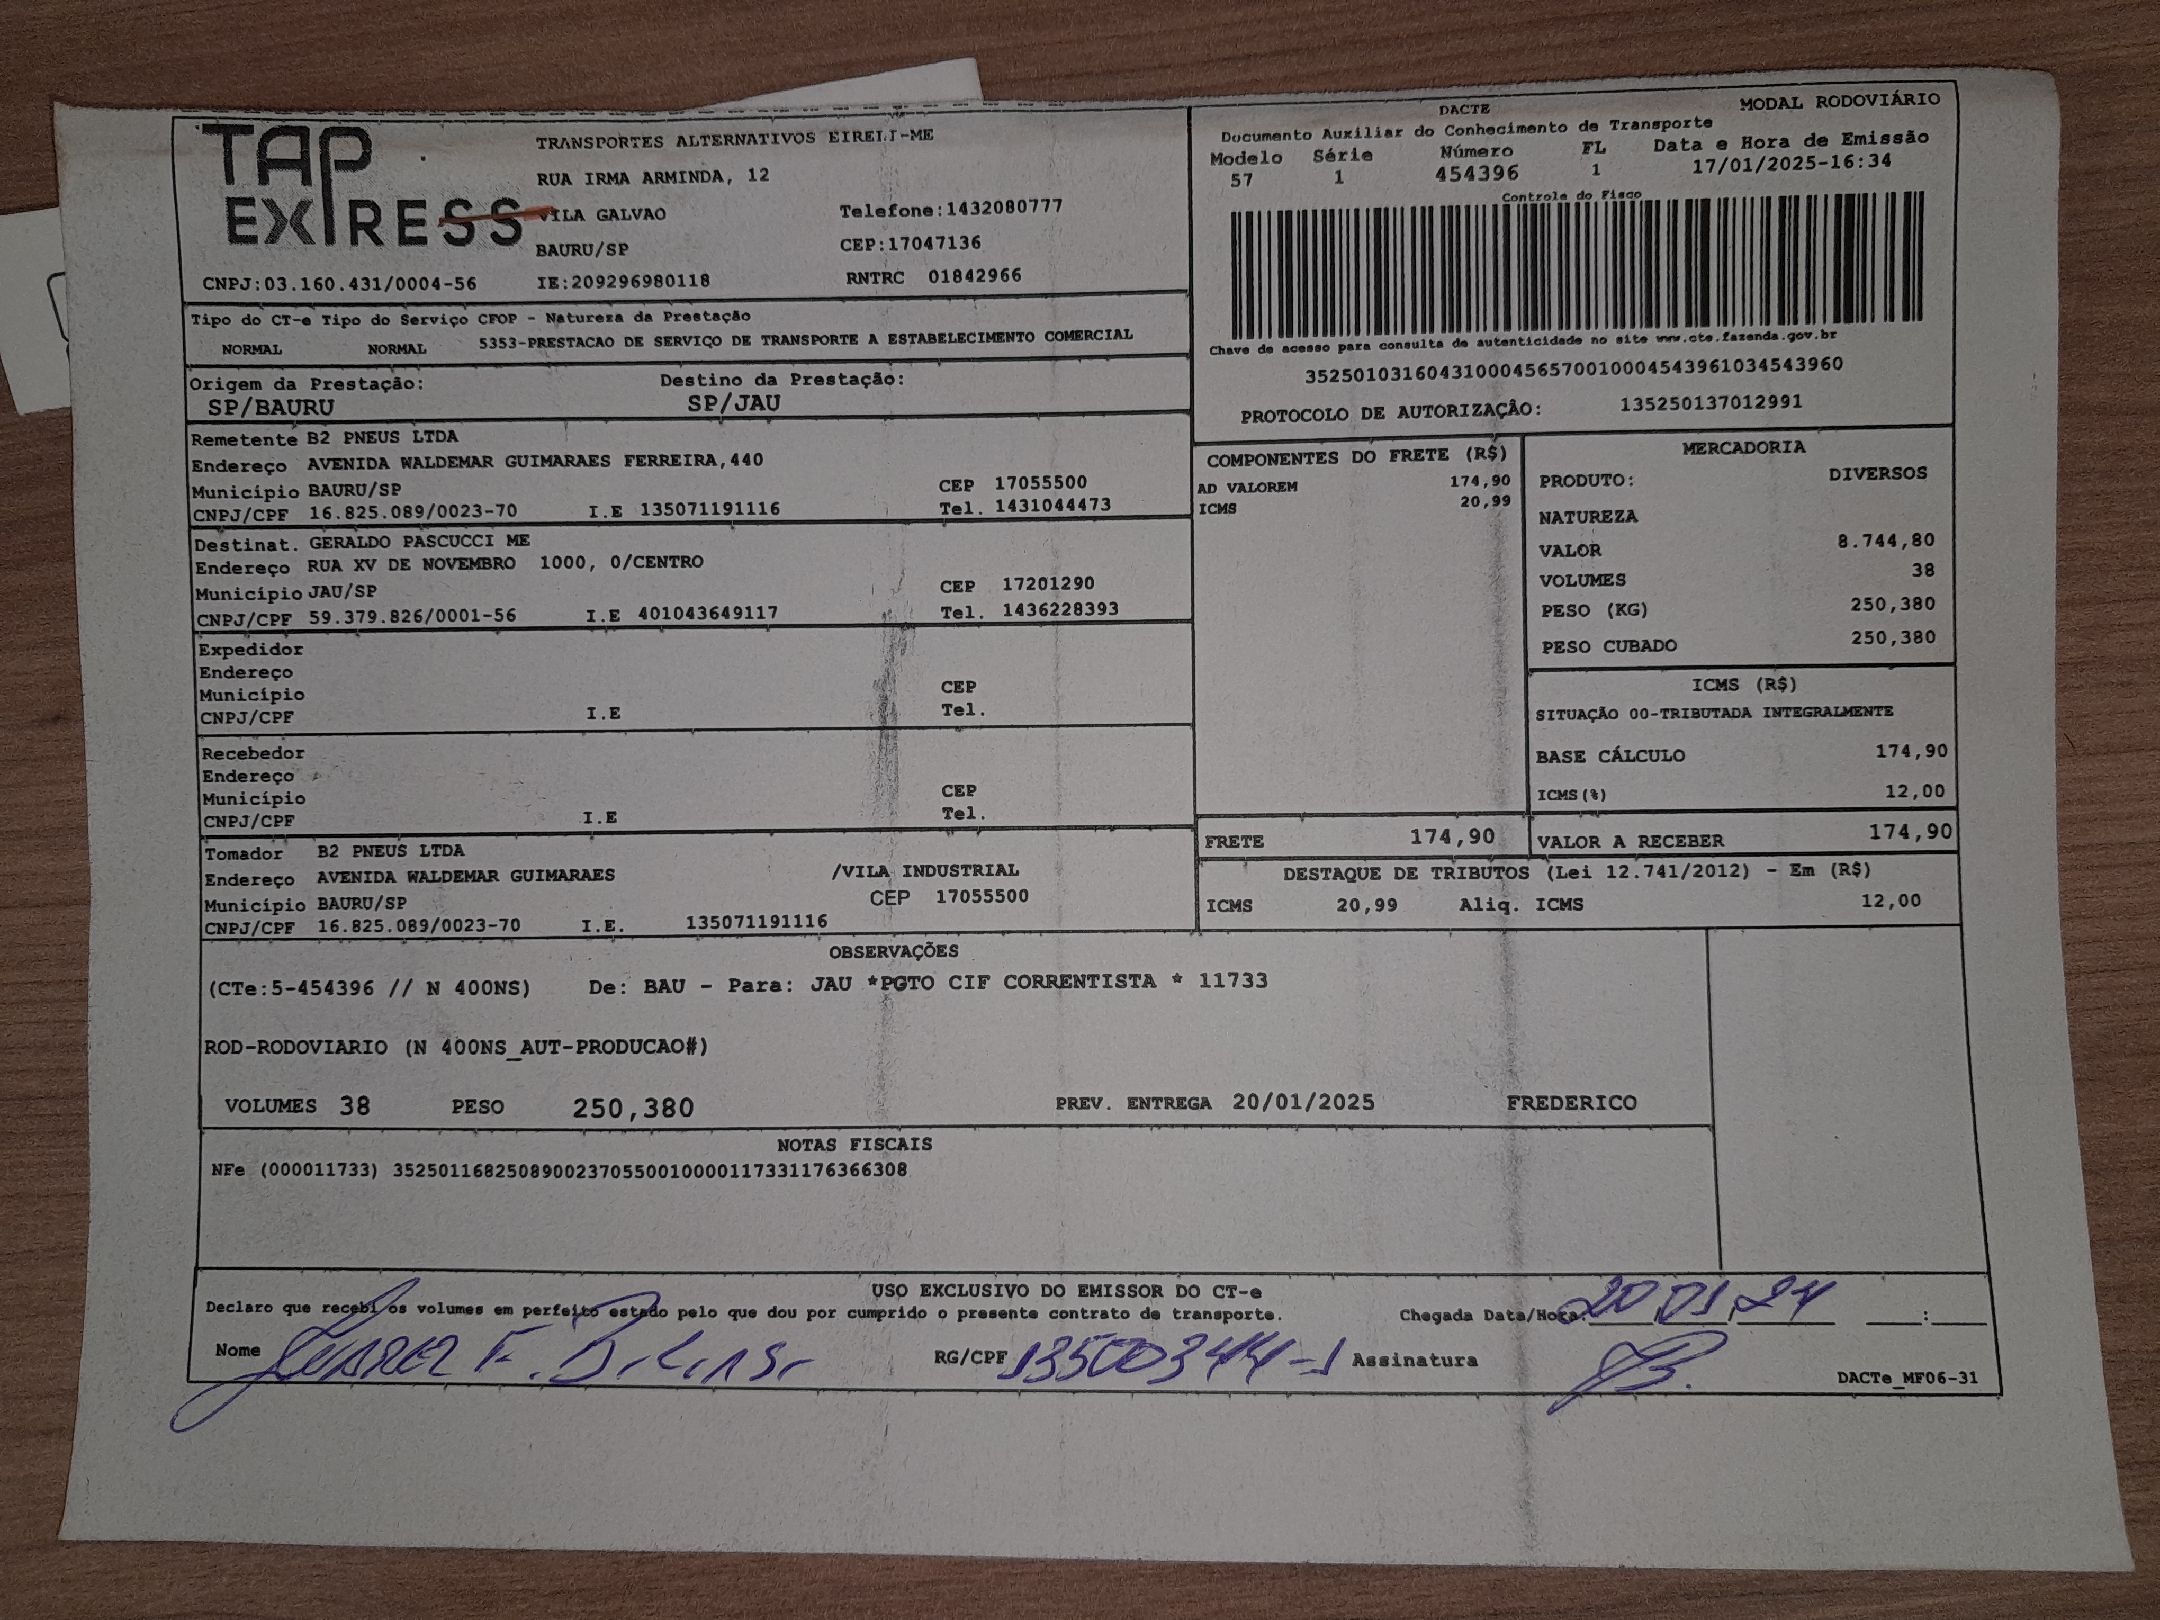 TAP EXPRESS
TRANSPORTES ALTERNATIVOS EIRELI-ME
RUA IRMA ARMINDA, 12
VILA GALVAO Telefone:1432080777
BAURU/SP CEP:17047136
CNPJ:03.160.431/0004-56 IE:209296980118 RNTRC 01842966
DACTE MODAL RODOVIÁRIO
Documento Auxiliar do Conhecimento de Transporte
Modelo Série Número FL Data e Hora de Emissão
57 1 454396 1 17/01/2025-16:34
Controle do Fisco
Chave de acesso para consulta de autenticidade no site www.cte.fazenda.gov.br
35250103160431000456570010004543961034543960
PROTOCOLO DE AUTORIZAÇÃO: 135250137012991
Tipo do CT-e Tipo do Serviço CFOP - Natureza da Prestação
NORMAL NORMAL 5353-PRESTACAO DE SERVIÇO DE TRANSPORTE A ESTABELECIMENTO COMERCIAL
Origem da Prestação: Destino da Prestação:
SP/BAURU SP/JAU
Remetente B2 PNEUS LTDA
Endereço AVENIDA WALDEMAR GUIMARAES FERREIRA,440
Município BAURU/SP CEP 17055500
CNPJ/CPF 16.825.089/0023-70 I.E 135071191116 Tel. 1431044473
Destinat. GERALDO PASCUCCI ME
Endereço RUA XV DE NOVEMBRO 1000, 0/CENTRO
Município JAU/SP CEP 17201290
CNPJ/CPF 59.379.826/0001-56 I.E 401043649117 Tel. 1436228393
Expedidor
Endereço
Município CEP
CNPJ/CPF I.E Tel.
Recebedor
Endereço
Município CEP
CNPJ/CPF I.E Tel.
Tomador B2 PNEUS LTDA
Endereço AVENIDA WALDEMAR GUIMARAES /VILA INDUSTRIAL
Município BAURU/SP CEP 17055500
CNPJ/CPF 16.825.089/0023-70 I.E. 135071191116
COMPONENTES DO FRETE (R$)
AD VALOREM 174,90
ICMS 20,99
MERCADORIA
PRODUTO: DIVERSOS
NATUREZA
VALOR 8.744,80
VOLUMES 38
PESO (KG) 250,380
PESO CUBADO 250,380
ICMS (R$)
SITUAÇÃO 00-TRIBUTADA INTEGRALMENTE
BASE CÁLCULO 174,90
ICMS(%) 12,00
FRETE 174,90 VALOR A RECEBER 174,90
DESTAQUE DE TRIBUTOS (Lei 12.741/2012) - Em (R$)
ICMS 20,99 Aliq. ICMS 12,00
OBSERVAÇÕES
(CTe:5-454396 // N 400NS) De: BAU - Para: JAU *PGTO CIF CORRENTISTA * 11733
ROD-RODOVIARIO (N 400NS_AUT-PRODUCAO#)
VOLUMES 38 PESO 250,380 PREV. ENTREGA 20/01/2025 FREDERICO
NOTAS FISCAIS
NFe (000011733) 35250116825089002370550010000117331176366308
USO EXCLUSIVO DO EMISSOR DO CT-e
Declaro que recebi os volumes em perfeito estado pelo que dou por cumprido o presente contrato de transporte. Chegada Data/Hora: 20 01 24 :
Nome RG/CPF 13500344-1 Assinatura
DACTe_MF06-31